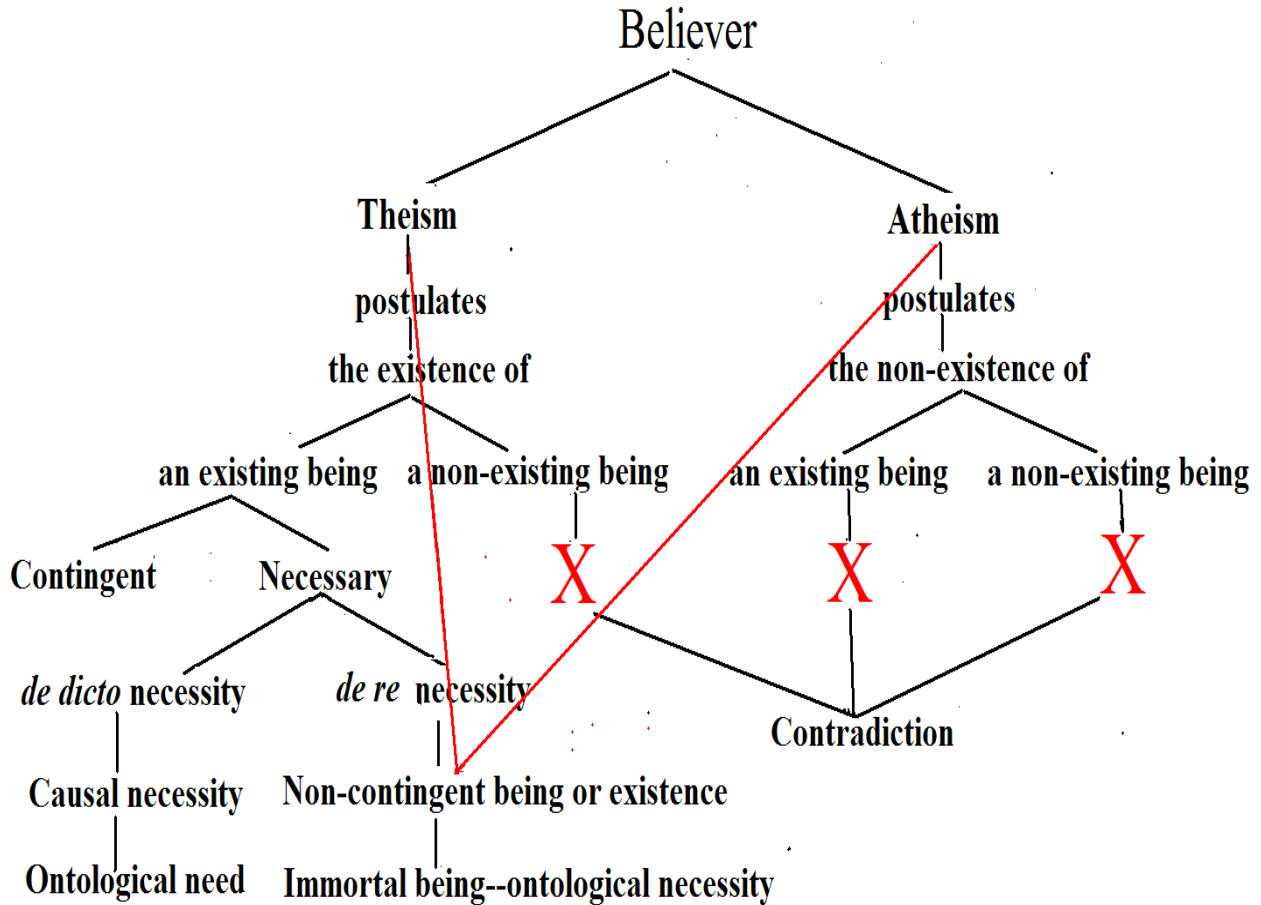 Believer
Theism
Atheism
postulates
postulates
the existence of
the non-existence of
an existing being
a non-existing being
an existing being
a non-existing being
X
X
X
Contingent
Necessary
de dicto necessity
de re necessity
Contradiction
Causal necessity
Non-contingent being or existence
Ontological need
Immortal being--ontological necessity